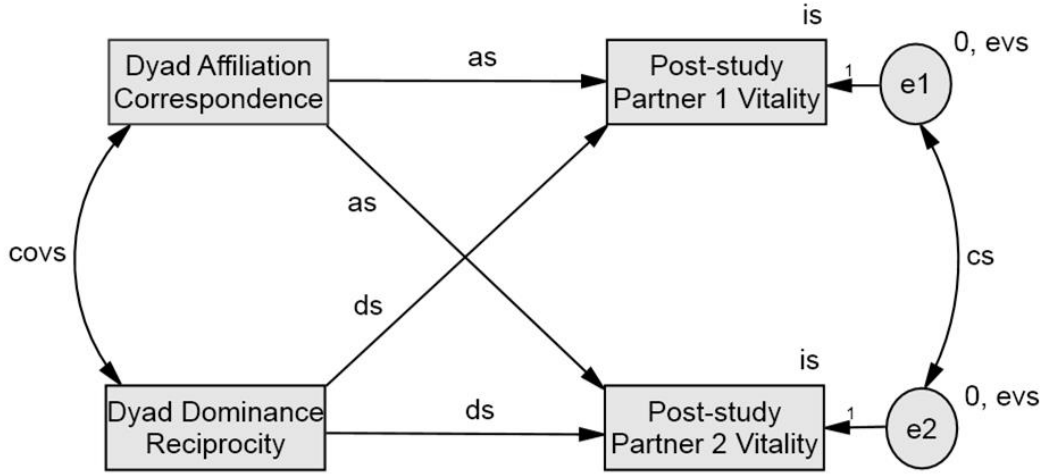 is
0, evs
Dyad Affiliation
Correspondence
as
Post-study
Partner 1 Vitality
1
e1
as
covs
cs
ds
is
0, evs
Dyad Dominance
Reciprocity
ds
Post-study
Partner 2 Vitality
1
e2